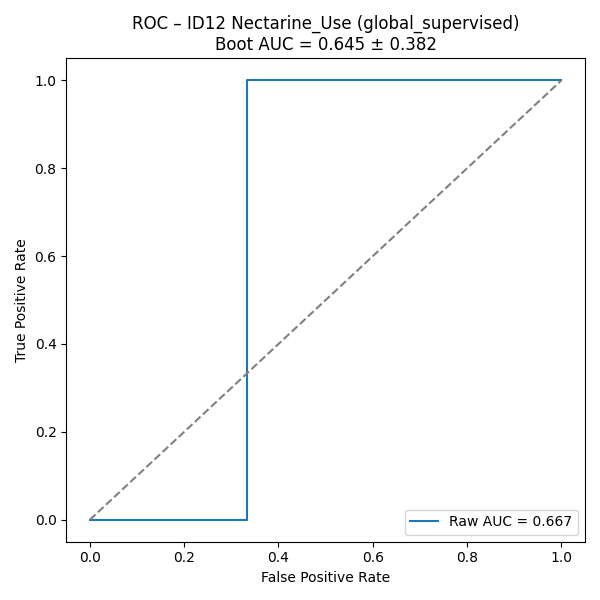 ROC – ID12 Nectarine_Use (global_supervised)
Boot AUC = 0.645 ± 0.382
True Positive Rate
1.0
0.8
0.6
0.4
0.2
0.0
Raw AUC = 0.667
0.0 0.2 0.4 0.6 0.8 1.0
False Positive Rate